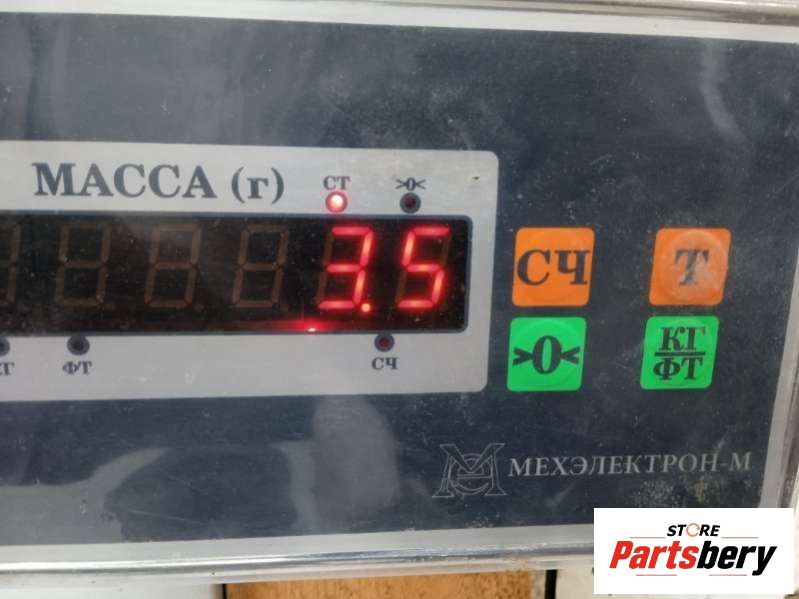 МАССА (г)
СТ
>0<
3.5
ФТ
СЧ
СЧ
Т
>0<
КГ
ФТ
МЕХЭЛЕКТРОН-М
STORE
Partsbery